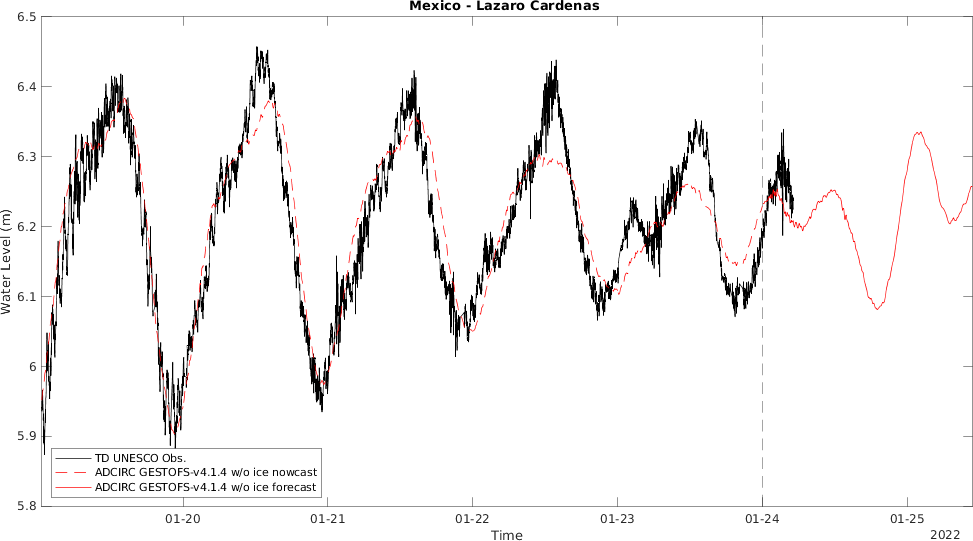 Mexico - Lazaro Cardenas
Water Level (m)
6.5
6.4
6.3
6.2
6.1
6
5.9
5.8
TD UNESCO Obs.
ADCIRC GESTOFS-v4.1.4 w/o ice nowcast
ADCIRC GESTOFS-v4.1.4 w/o ice forecast
01-20
01-21
01-22
01-23
01-24
01-25
Time
2022